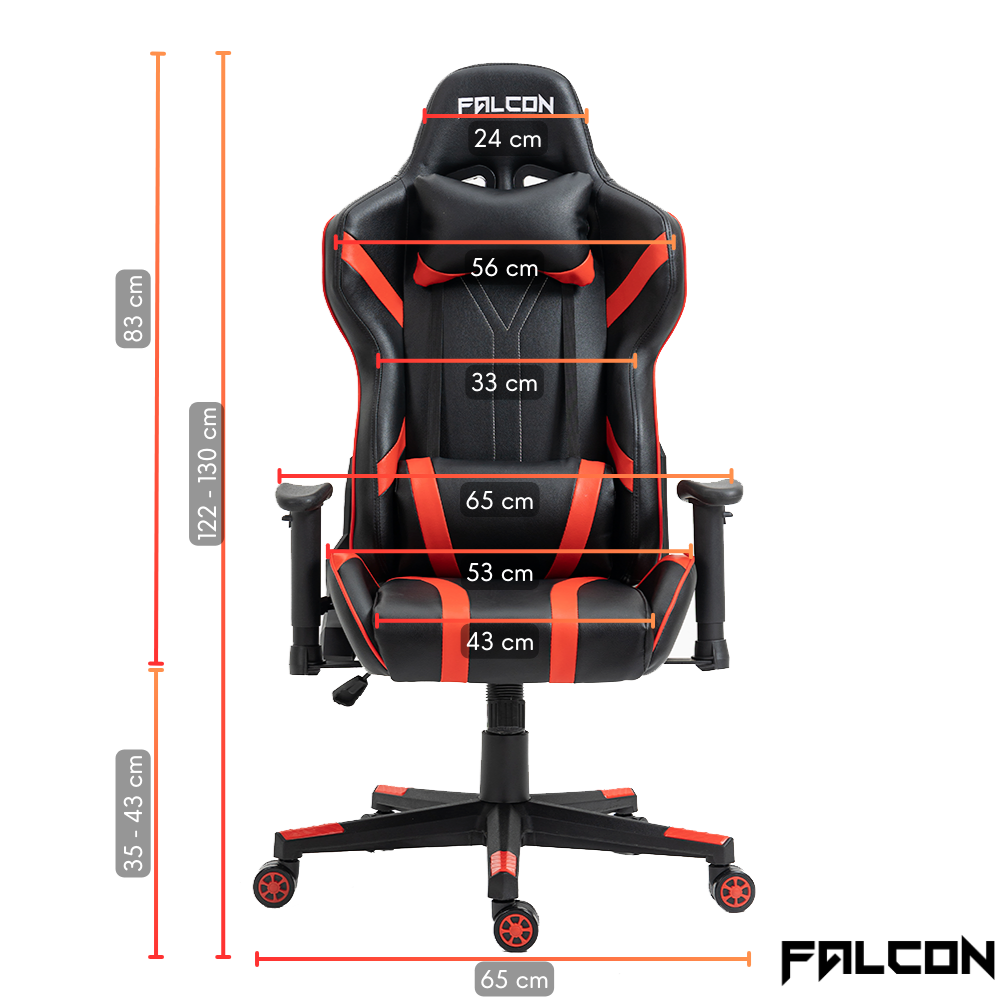 FALCON
24 cm
56 cm
83 cm
33 cm
122 - 130 cm
65 cm
53 cm
43 cm
35 - 43 cm
65 cm
FALCON